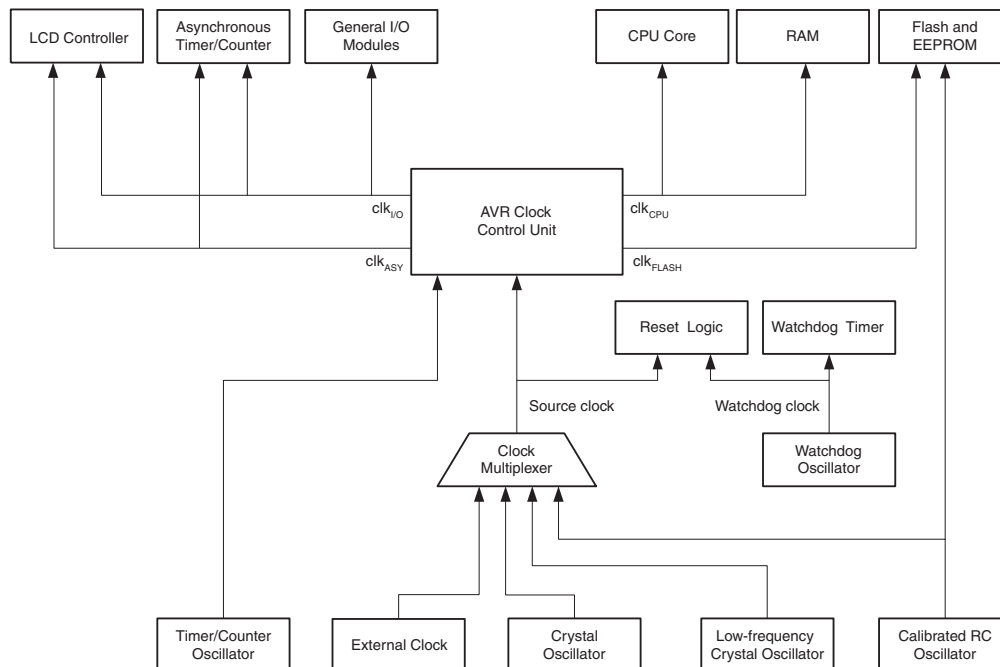 LCD Controller
Asynchronous
Timer/Counter
General I/O
Modules
CPU Core
RAM
Flash and
EEPROM
clkI/O
AVR Clock
Control Unit
clkCPU
clkASY
clkFLASH
Reset Logic
Watchdog Timer
Source clock
Watchdog clock
Clock
Multiplexer
Watchdog
Oscillator
Timer/Counter
Oscillator
External Clock
Crystal
Oscillator
Low-frequency
Crystal Oscillator
Calibrated RC
Oscillator